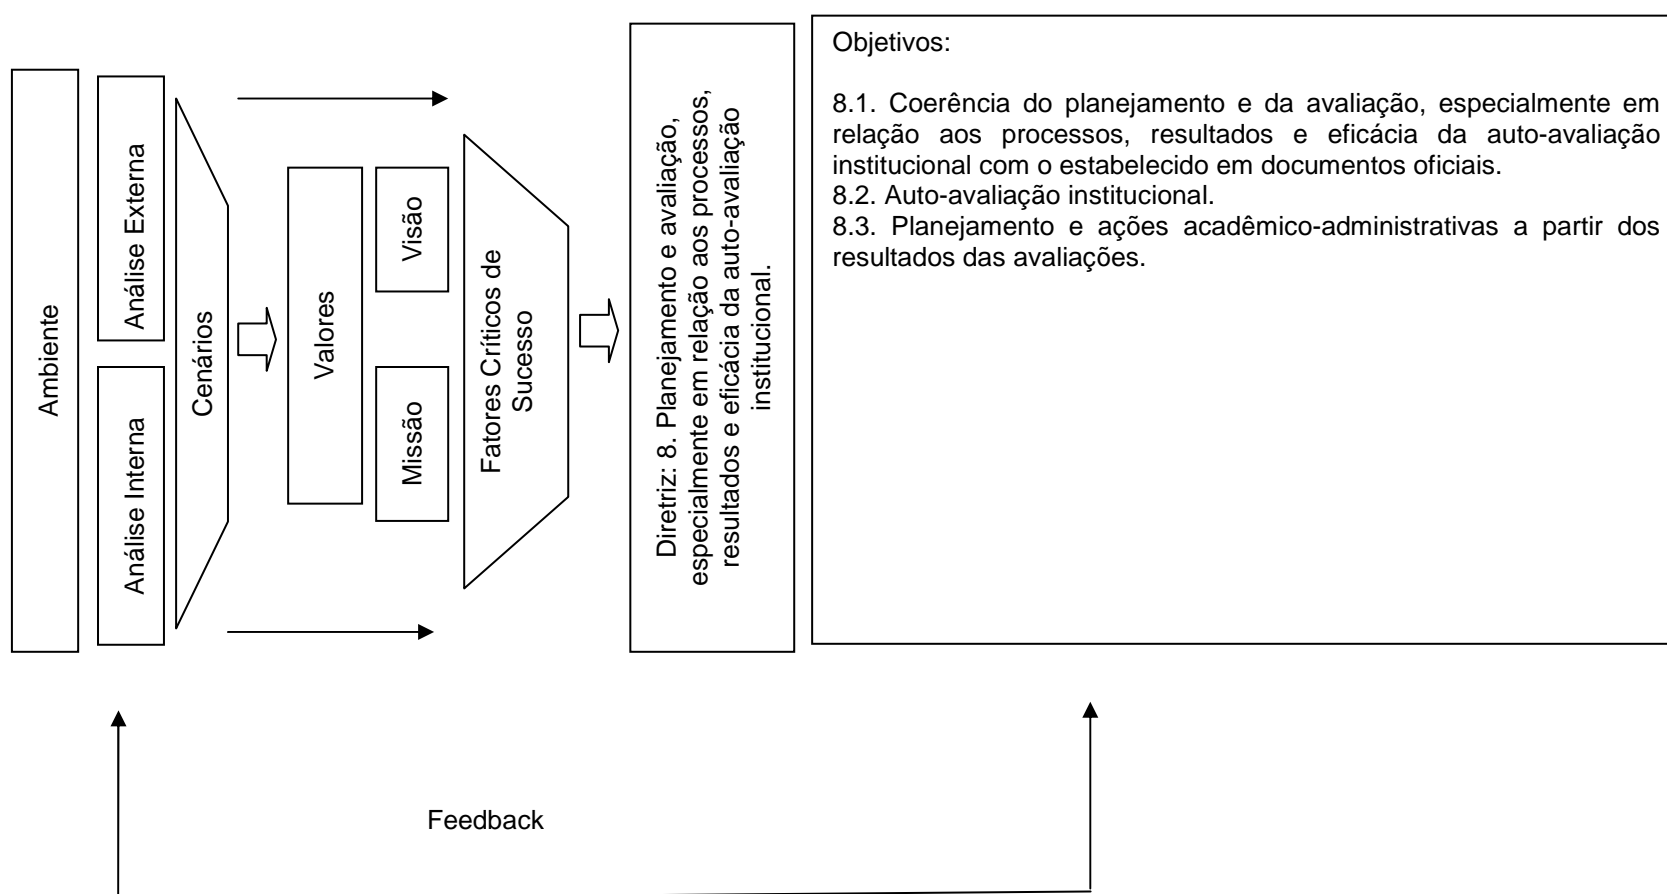 Ambiente
Análise Externa
Análise Interna
Cenários
Valores
Visão
Missão
Fatores Críticos de
Sucesso
Diretriz: 8. Planejamento e avaliação,
especialmente em relação aos processos,
resultados e eficácia da auto-avaliação
institucional.
Objetivos:
8.1. Coerência do planejamento e da avaliação, especialmente em
relação aos processos, resultados e eficácia da auto-avaliação
institucional com o estabelecido em documentos oficiais.
8.2. Auto-avaliação institucional.
8.3. Planejamento e ações acadêmico-administrativas a partir dos
resultados das avaliações.
Feedback